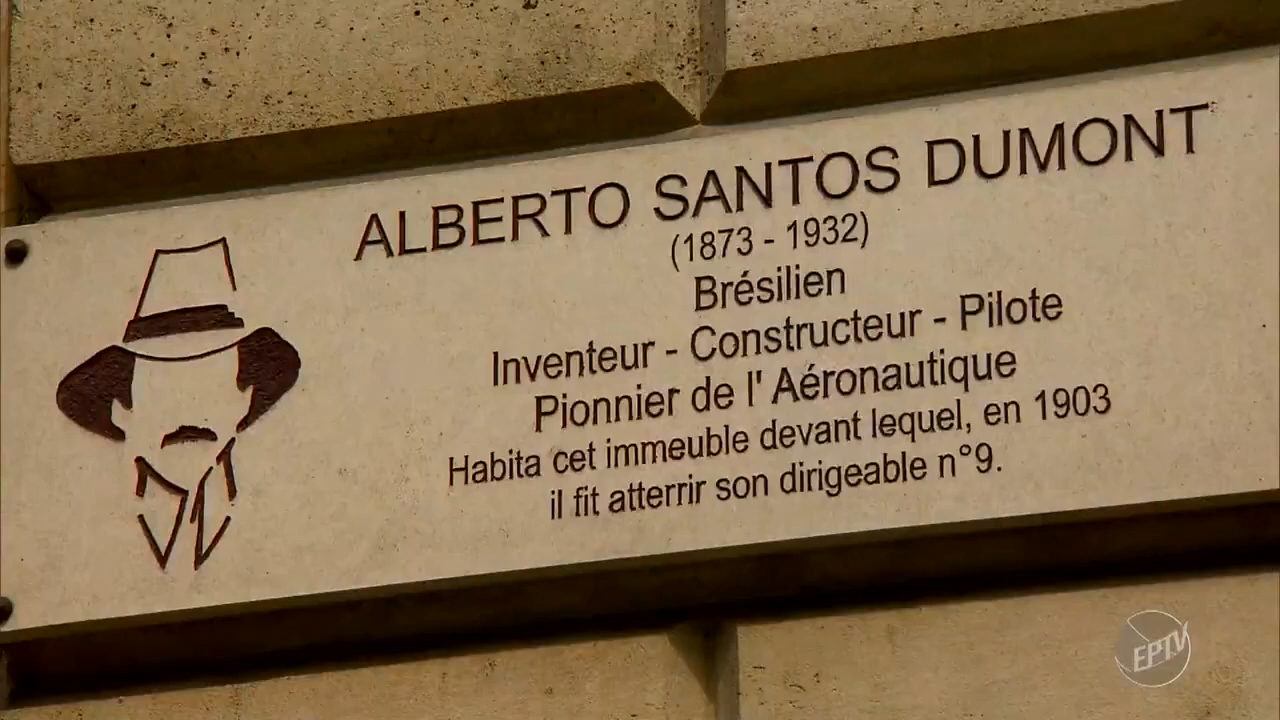 ALBERTO SANTOS DUMONT
(1873 - 1932)
Brésilien
Inventeur - Constructeur - Pilote
Pionnier de l' Aéronautique
Habita cet immeuble devant lequel, en 1903
il fit atterrir son dirigeable n°9.
EPTV